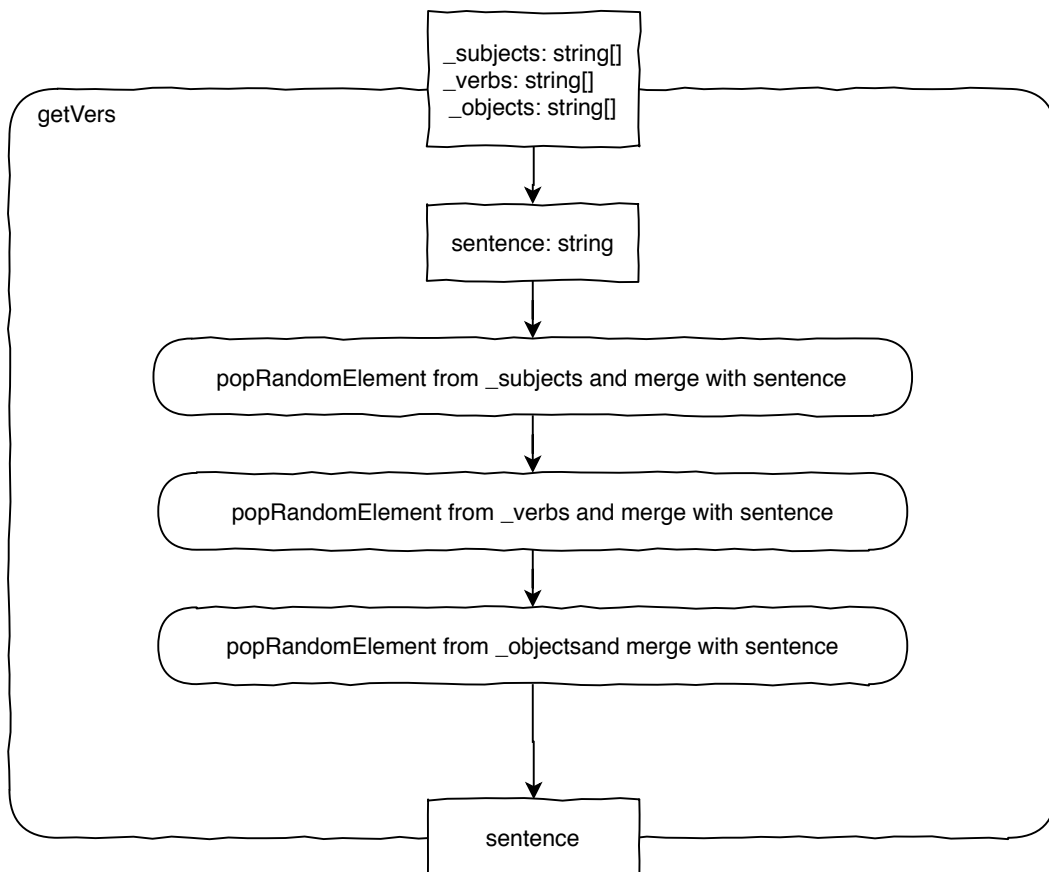 _subjects: string[]
_verbs: string[]
_objects: string[]
getVers
sentence: string
popRandomElement from _subjects and merge with sentence
popRandomElement from _verbs and merge with sentence
popRandomElement from _objectsand merge with sentence
sentence